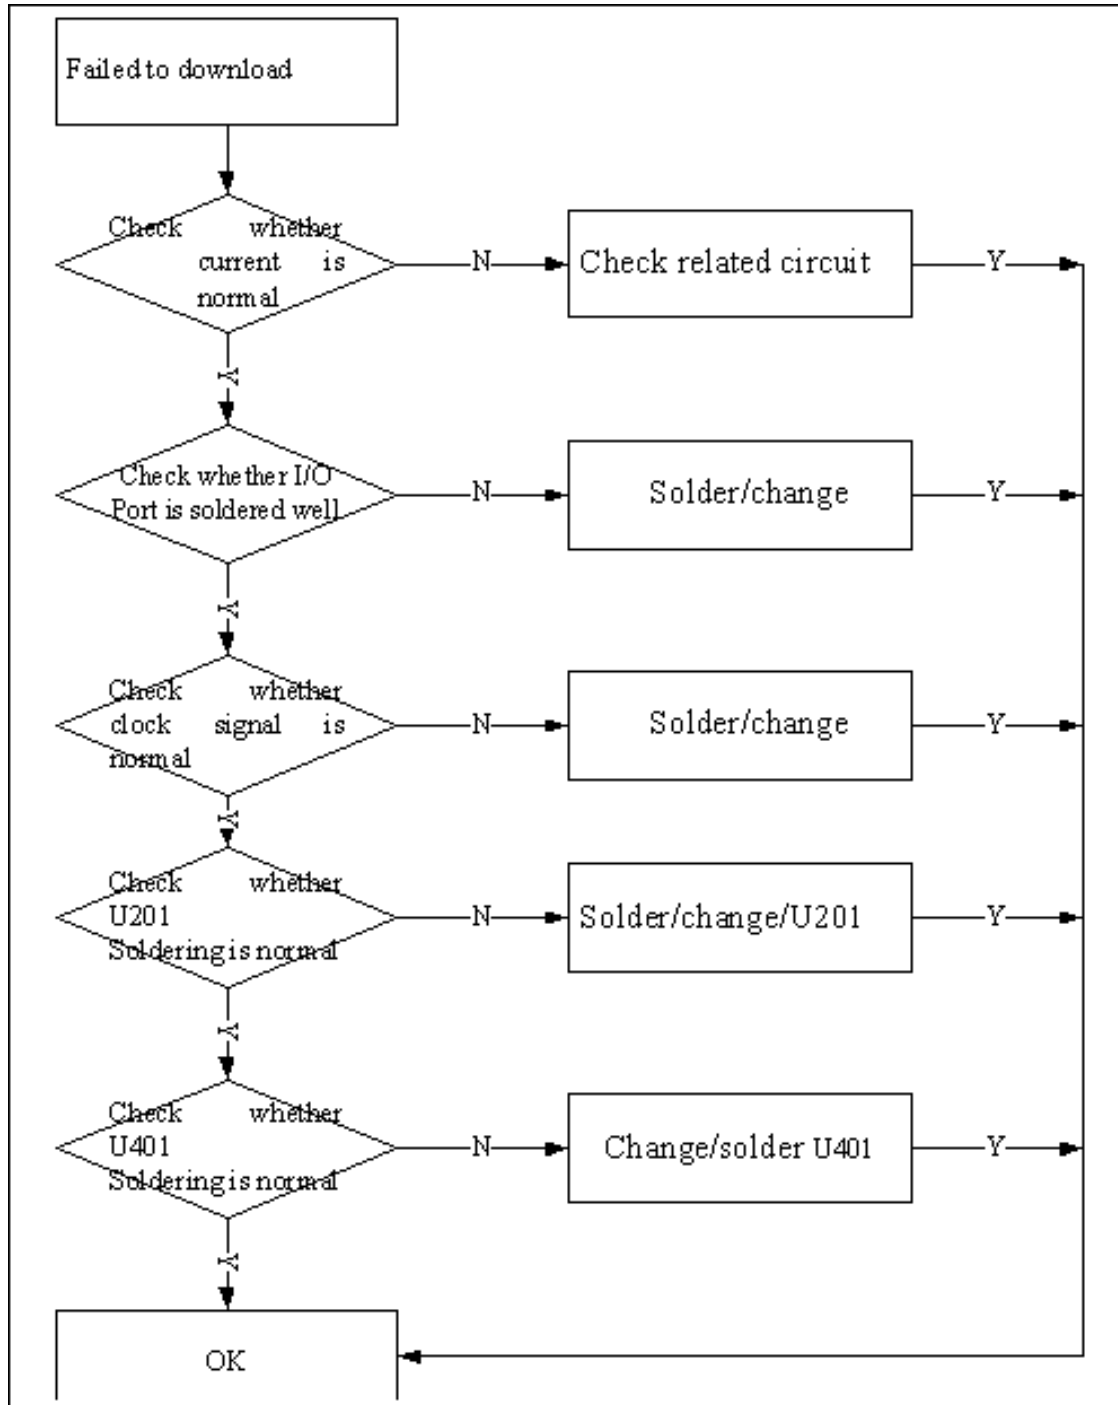 Failed to download
Check whether
current is
normal
N
Check related circuit
Y
Y
Check whether I/O
Port is soldered well
N
Solder/change
Y
Y
Check whether
clock signal is
normal
N
Solder/change
Y
Y
Check whether
U201
Soldering is normal
N
Solder/change/U201
Y
Y
Check whether
U401
Soldering is normal
N
Change/solder U401
Y
Y
OK